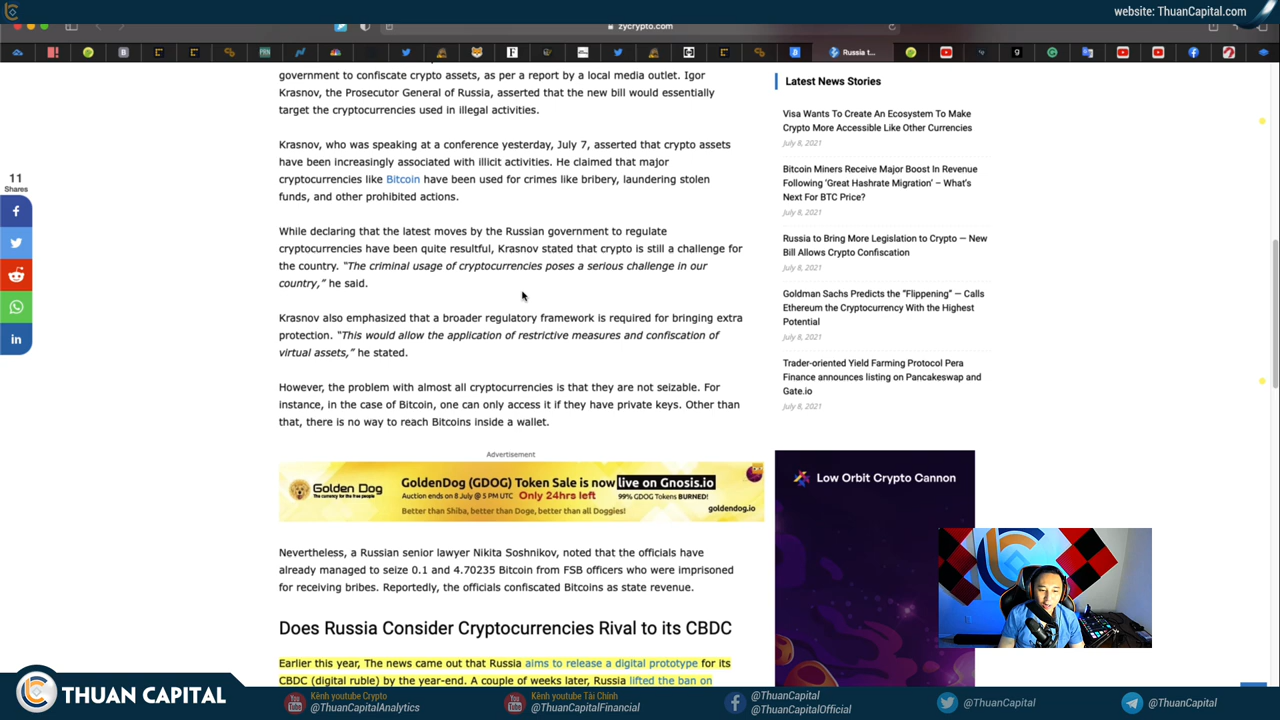 website: ThuanCapital.com
zycrypto.com
Russia t...
government to confiscate crypto assets, as per a report by a local media outlet. Igor
Krasnov, the Prosecutor General of Russia, asserted that the new bill would essentially
target the cryptocurrencies used in illegal activities.
Krasnov, who was speaking at a conference yesterday, July 7, asserted that crypto assets
have been increasingly associated with illicit activities. He claimed that major
cryptocurrencies like Bitcoin have been used for crimes like bribery, laundering stolen
funds, and other prohibited actions.
While declaring that the latest moves by the Russian government to regulate
cryptocurrencies have been quite resultful, Krasnov stated that crypto is still a challenge for
the country. “The criminal usage of cryptocurrencies poses a serious challenge in our
country,” he said.
Krasnov also emphasized that a broader regulatory framework is required for bringing extra
protection. “This would allow the application of restrictive measures and confiscation of
virtual assets,” he stated.
However, the problem with almost all cryptocurrencies is that they are not seizable. For
instance, in the case of Bitcoin, one can only access it if they have private keys. Other than
that, there is no way to reach Bitcoins inside a wallet.
Advertisement
Golden Dog
The currency for the free people
GoldenDog (GDOG) Token Sale is now live on Gnosis.io
Auction ends on 8 July @ 5 PM UTC Only 24hrs left 99% GDOG Tokens BURNED!
goldendog.io
Better than Shiba, better than Doge, better than all Doggies!
Nevertheless, a Russian senior lawyer Nikita Soshnikov, noted that the officials have
already managed to seize 0.1 and 4.70235 Bitcoin from FSB officers who were imprisoned
for receiving bribes. Reportedly, the officials confiscated Bitcoins as state revenue.
Does Russia Consider Cryptocurrencies Rival to its CBDC
Earlier this year, The news came out that Russia aims to release a digital prototype for its
CBDC (digital ruble) by the year-end. A couple of weeks later, Russia lifted the ban on
11
Shares
Latest News Stories
Visa Wants To Create An Ecosystem To Make
Crypto More Accessible Like Other Currencies
July 8, 2021
Bitcoin Miners Receive Major Boost In Revenue
Following ‘Great Hashrate Migration’ – What’s
Next For BTC Price?
July 8, 2021
Russia to Bring More Legislation to Crypto — New
Bill Allows Crypto Confiscation
July 8, 2021
Goldman Sachs Predicts the “Flippening” — Calls
Ethereum the Cryptocurrency With the Highest
Potential
July 8, 2021
Trader-oriented Yield Farming Protocol Pera
Finance announces listing on Pancakeswap and
Gate.io
July 8, 2021
Low Orbit Crypto Cannon
THUAN CAPITAL
Kênh youtube Crypto
@ThuanCapitalAnalytics
Kênh youtube Tài Chính
@ThuanCapitalFinancial
@ThuanCapital
@ThuanCapitalOfficial
@ThuanCapital
@ThuanCapital